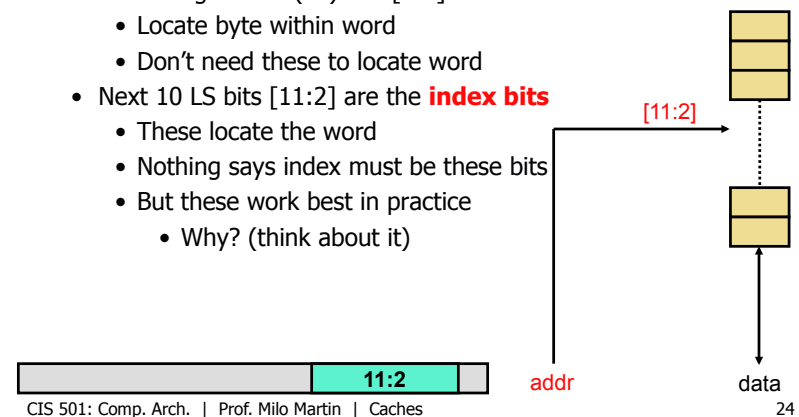 • Locate byte within word
• Don't need these to locate word
• Next 10 LS bits [11:2] are the index bits
• These locate the word
• Nothing says index must be these bits
• But these work best in practice
• Why? (think about it)
[11:2]
11:2
addr
data
CIS 501: Comp. Arch. | Prof. Milo Martin | Caches
24